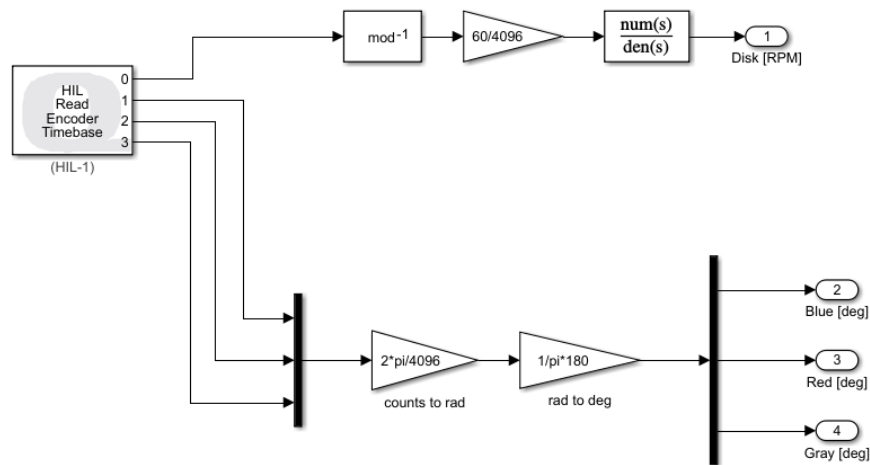 HIL
Read
Encoder
Timebase
0
1
2
3
(HIL-1)
mod-1
60/4096
num(s)
den(s)
1
Disk [RPM]
2*pi/4096
counts to rad
1/pi*180
rad to deg
2
Blue [deg]
3
Red [deg]
4
Gray [deg]